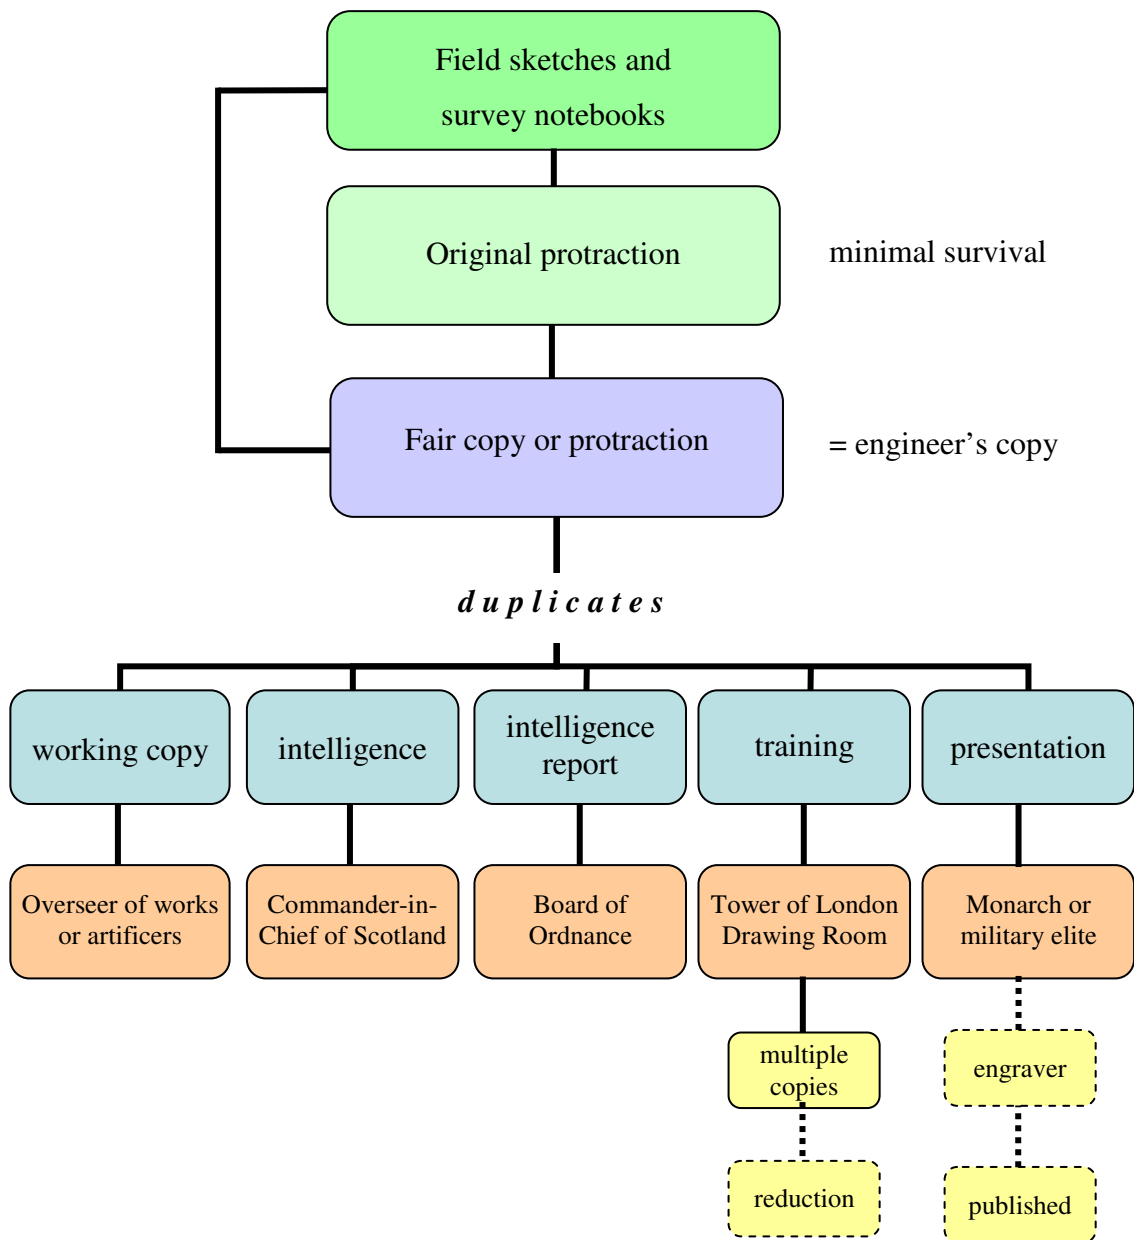 Field sketches and
survey notebooks
Original protraction
minimal survival
Fair copy or protraction
= engineer’s copy
duplicates
working copy
intelligence
intelligence
report
training
presentation
Overseer of works
or artificers
Commander-in-
Chief of Scotland
Board of
Ordnance
Tower of London
Drawing Room
Monarch or
military elite
multiple
copies
engraver
reduction
published